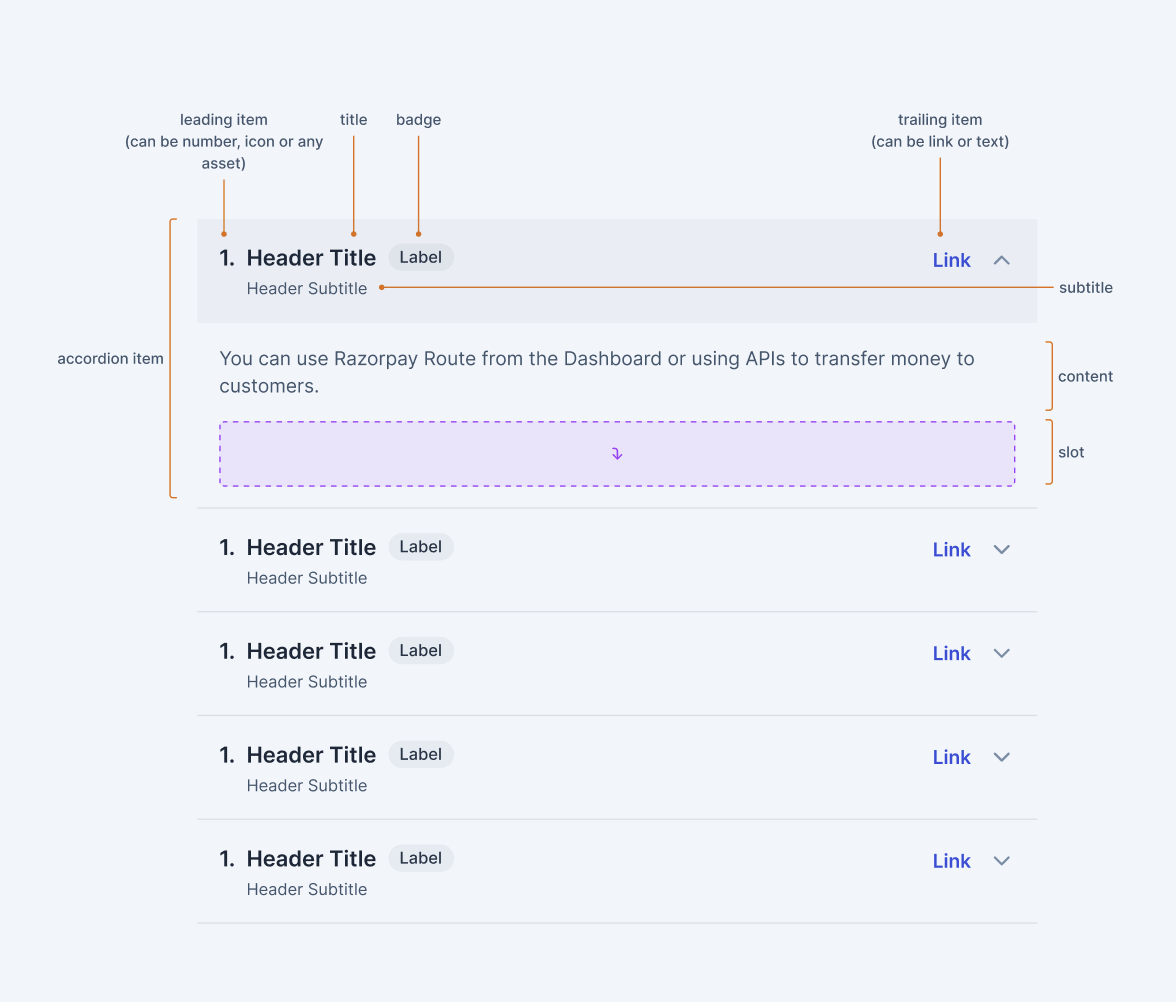 leading item
(can be number, icon or any
asset)
title
badge
trailing item
(can be link or text)
1. Header Title Label Link
Header Subtitle
subtitle
accordion item
You can use Razorpay Route from the Dashboard or using APIs to transfer money to
customers.
content
slot
1. Header Title Label Link
Header Subtitle
1. Header Title Label Link
Header Subtitle
1. Header Title Label Link
Header Subtitle
1. Header Title Label Link
Header Subtitle